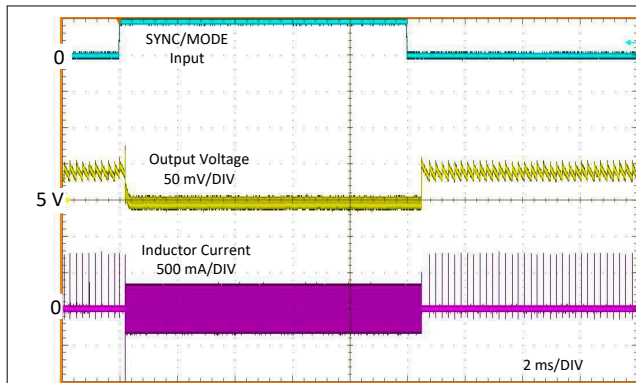 SYNC/MODE
Input
0
Output Voltage
50 mV/DIV
5 V
Inductor Current
500 mA/DIV
0
2 ms/DIV